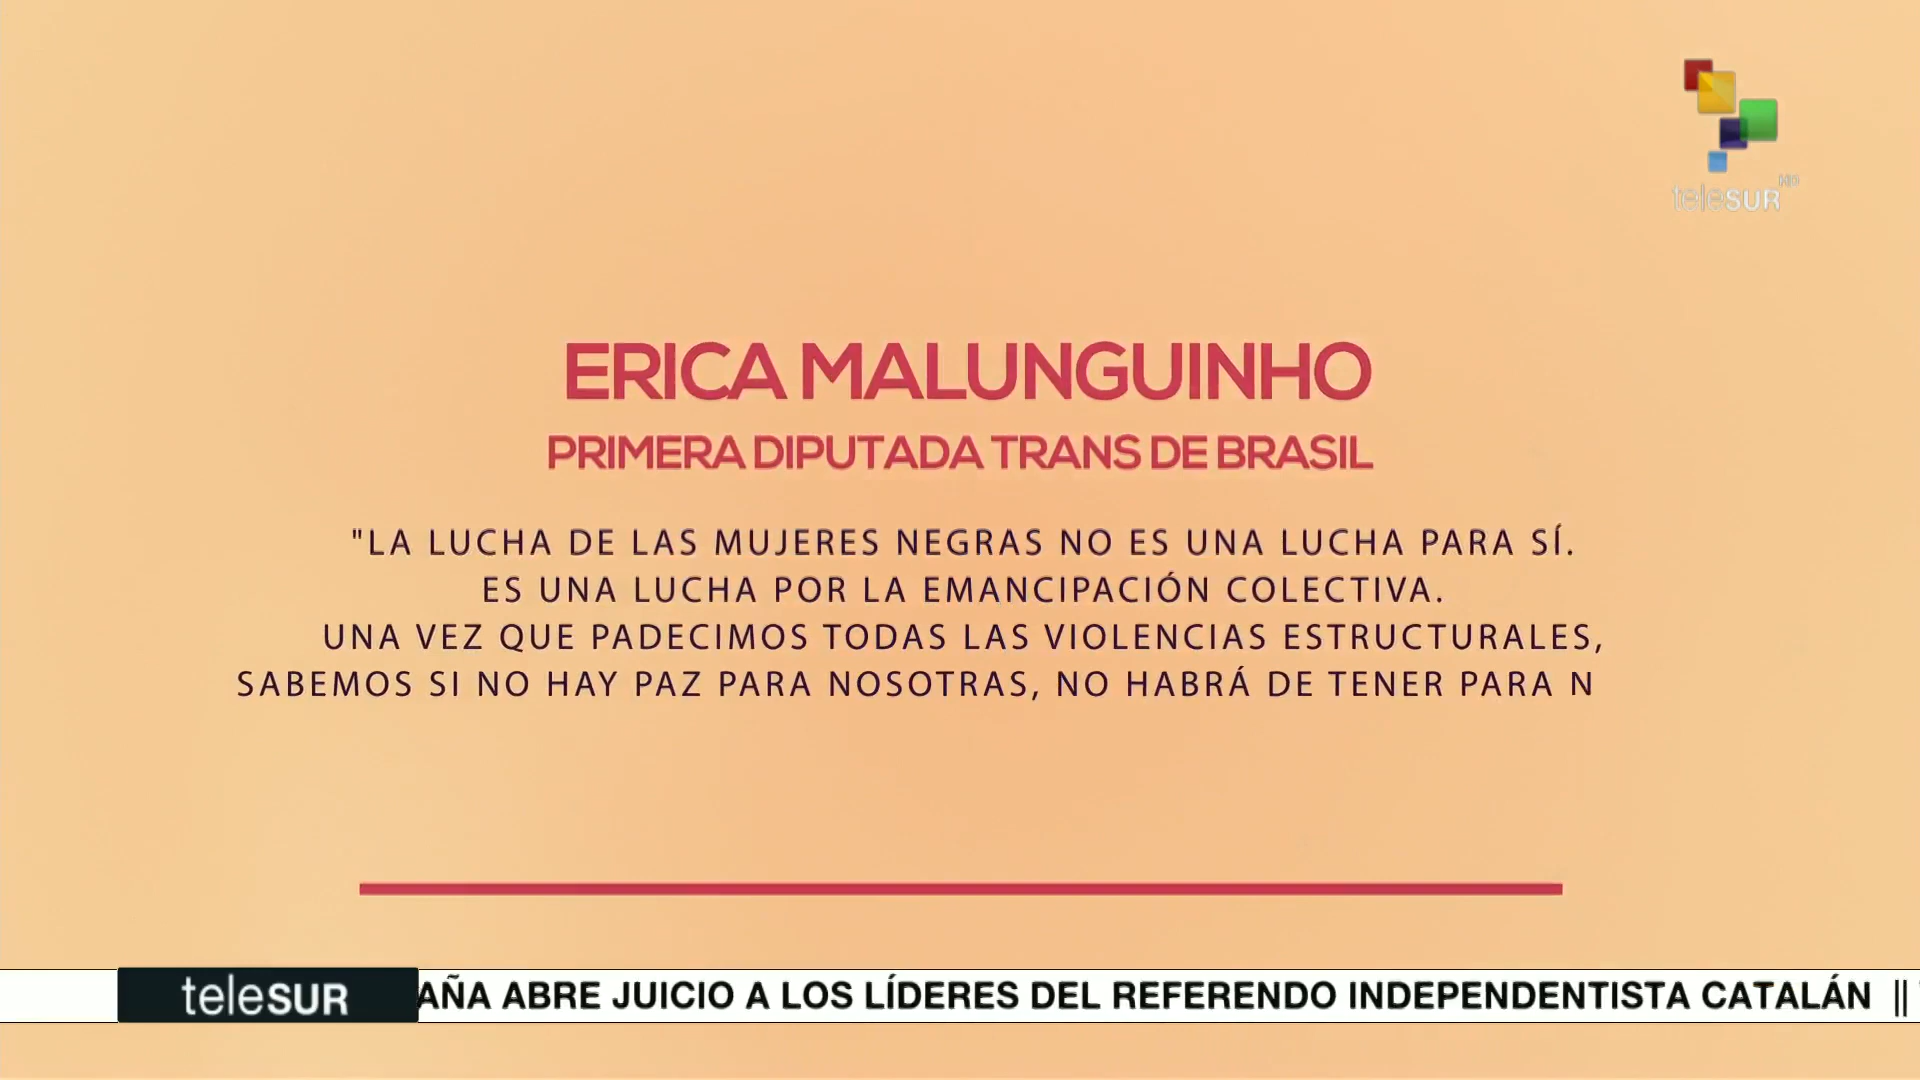 teleSUR HD
ERICA MALUNGUINHO
PRIMERA DIPUTADA TRANS DE BRASIL
"LA LUCHA DE LAS MUJERES NEGRAS NO ES UNA LUCHA PARA SÍ.
ES UNA LUCHA POR LA EMANCIPACIÓN COLECTIVA.
UNA VEZ QUE PADECIMOS TODAS LAS VIOLENCIAS ESTRUCTURALES,
SABEMOS SI NO HAY PAZ PARA NOSOTRAS, NO HABRÁ DE TENER PARA N
teleSUR AÑA ABRE JUICIO A LOS LÍDERES DEL REFERENDO INDEPENDENTISTA CATALÁN ||